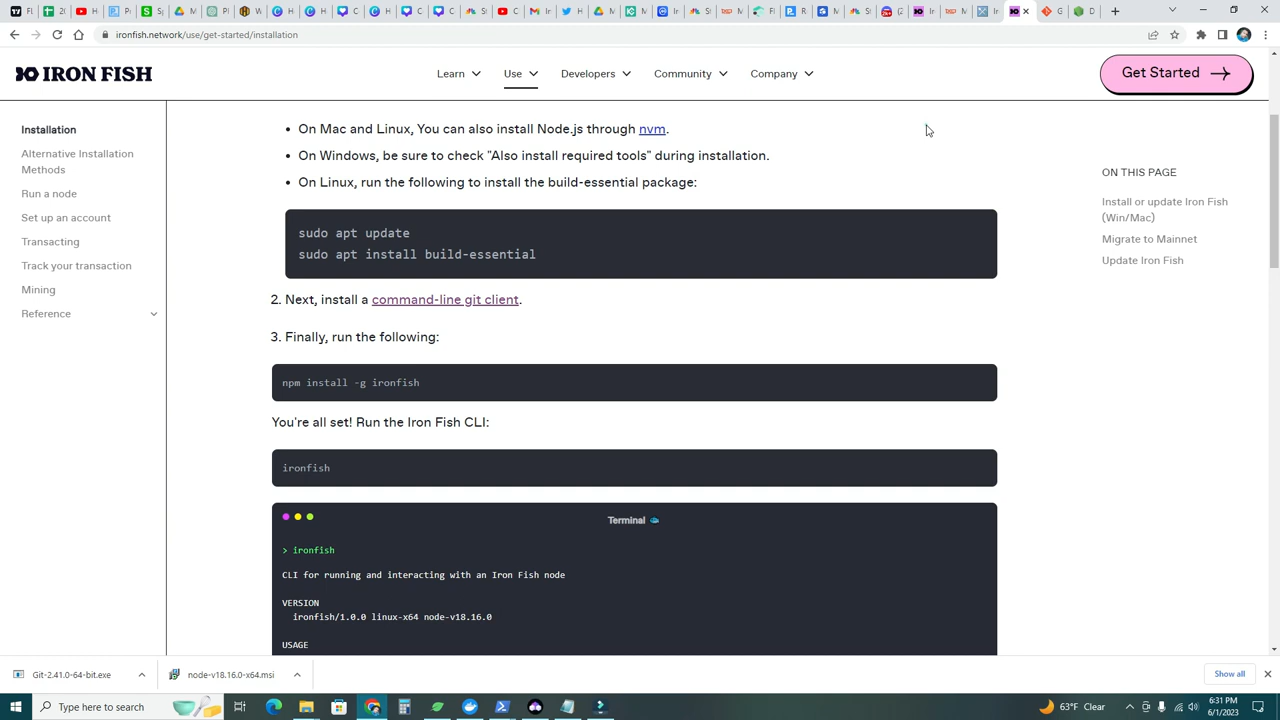 ironfish.network/use/get-started/installation
IRON FISH
Learn
Use
Developers
Community
Company
Get Started
Installation
Alternative Installation
Methods
Run a node
Set up an account
Transacting
Track your transaction
Mining
Reference
• On Mac and Linux, You can also install Node.js through nvm.
• On Windows, be sure to check "Also install required tools" during installation.
• On Linux, run the following to install the build-essential package:
sudo apt update
sudo apt install build-essential
2. Next, install a command-line git client.
3. Finally, run the following:
npm install -g ironfish
You're all set! Run the Iron Fish CLI:
ironfish
Terminal
> ironfish
CLI for running and interacting with an Iron Fish node
VERSION
ironfish/1.0.0 linux-x64 node-v18.16.0
USAGE
ON THIS PAGE
Install or update Iron Fish
(Win/Mac)
Migrate to Mainnet
Update Iron Fish
Git-2.41.0-64-bit.exe
node-v18.16.0-x64.msi
Show all
Type here to search
63°F Clear
6:31 PM
6/1/2023